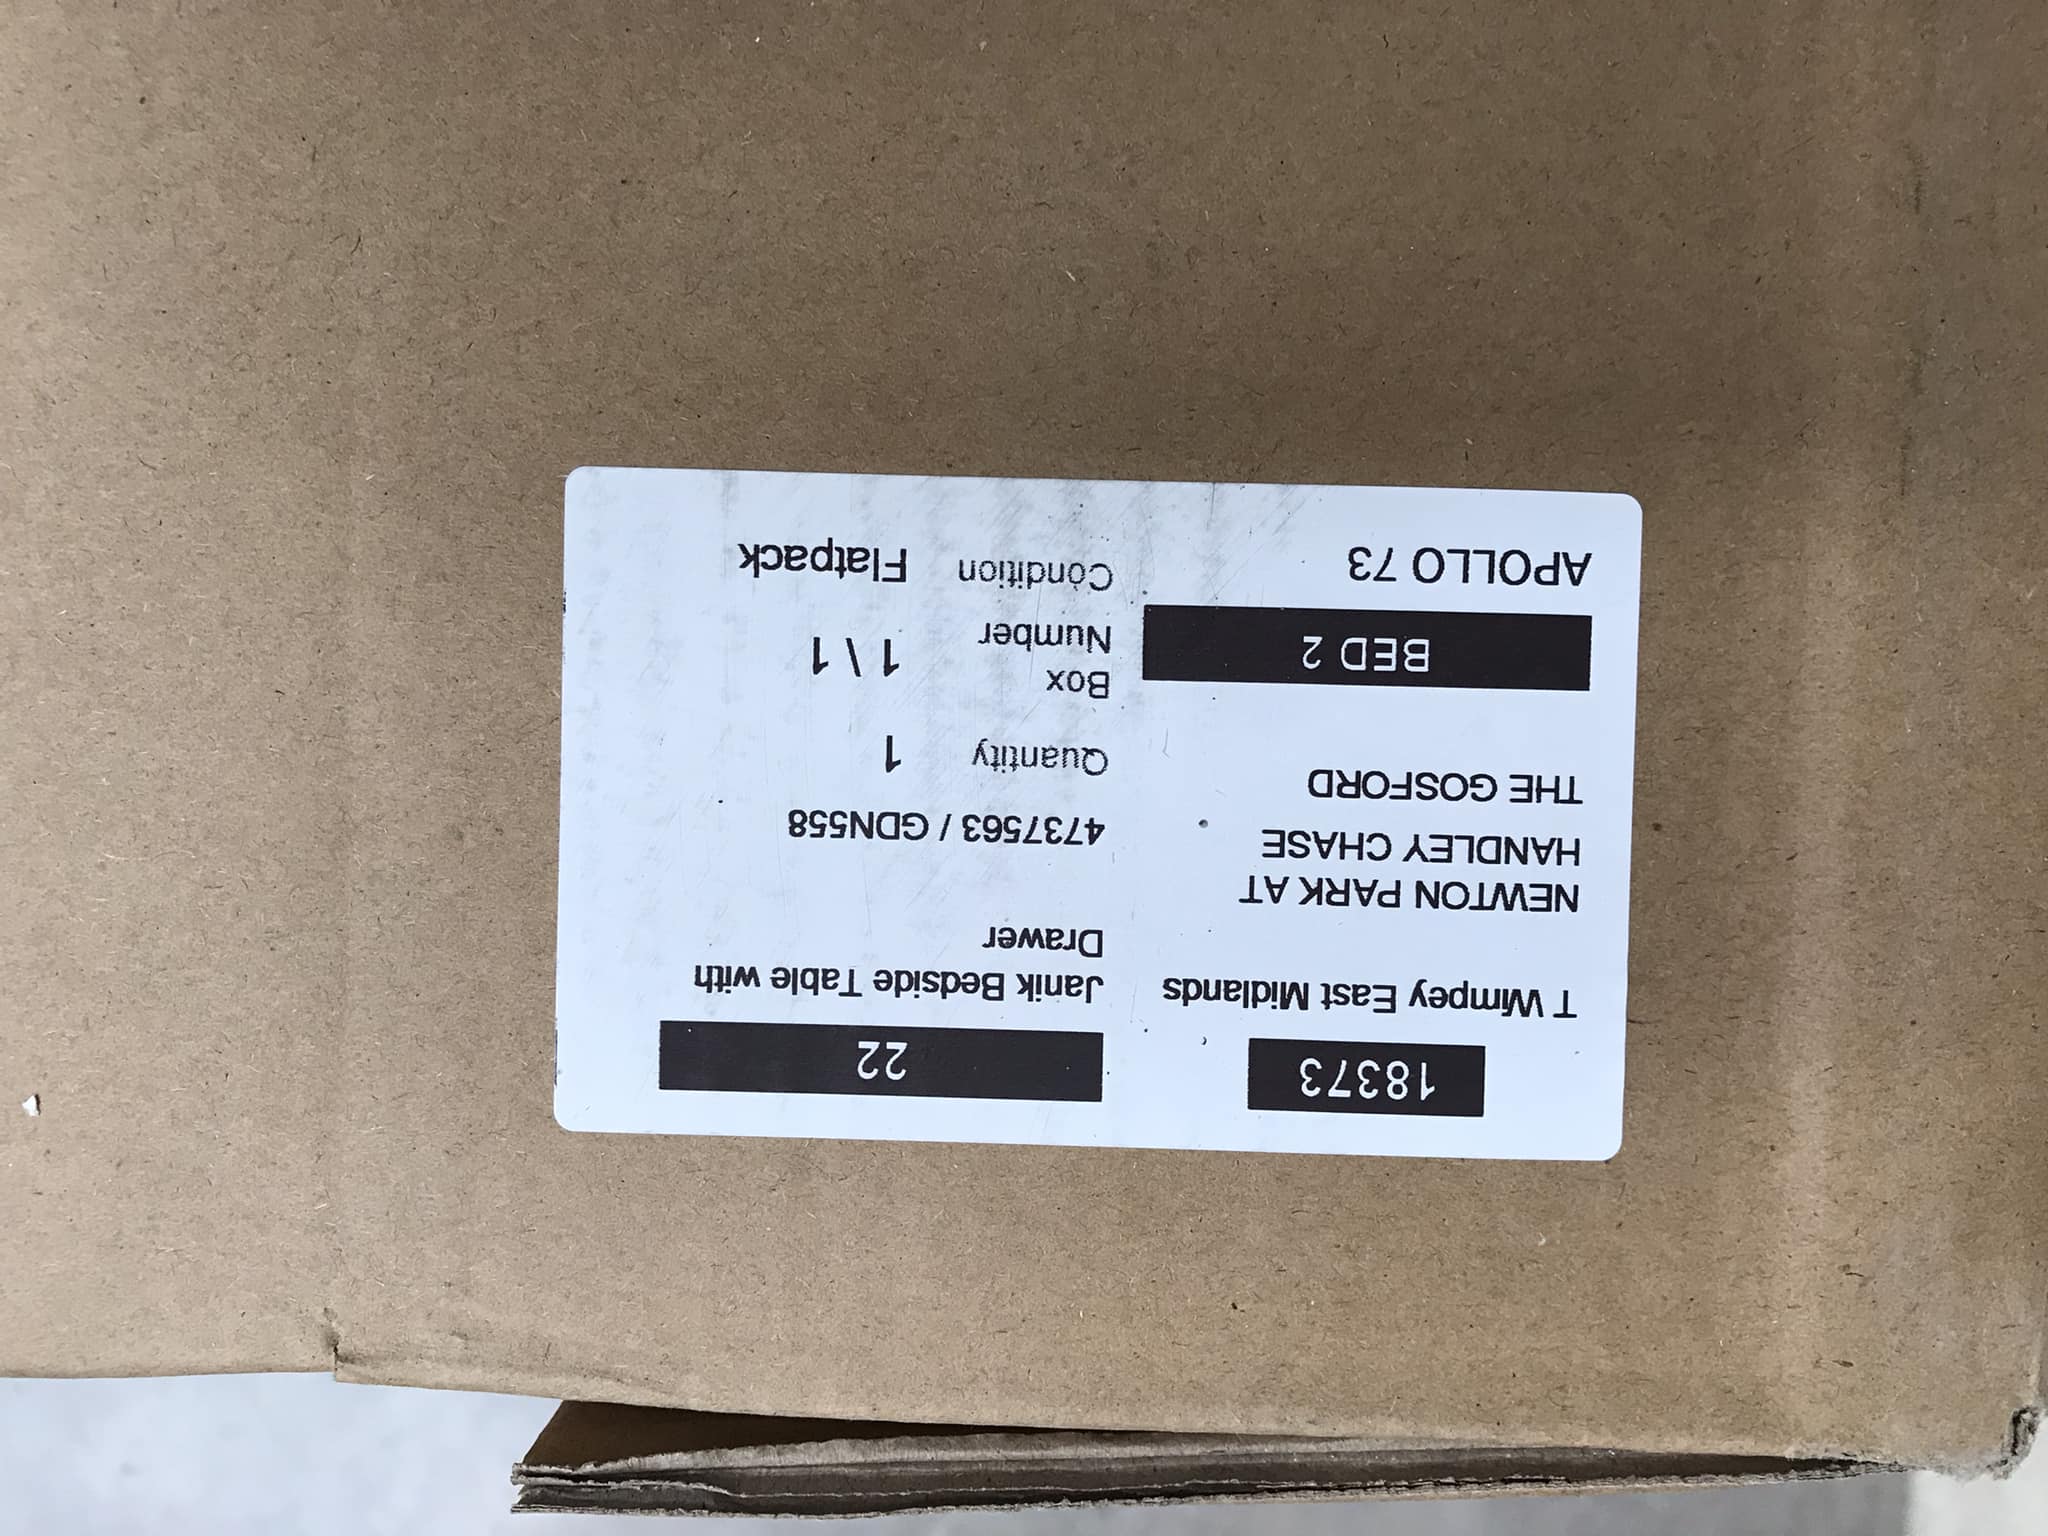 18373
T Wimpey East Midlands
NEWTON PARK AT
HANDLEY CHASE
THE GOSFORD
BED 2
APOLLO 73
22
Janik Bedside Table with
Drawer
4737563 / GDN558
Quantity 1
Box
Number 1 \ 1
Condition Flatpack